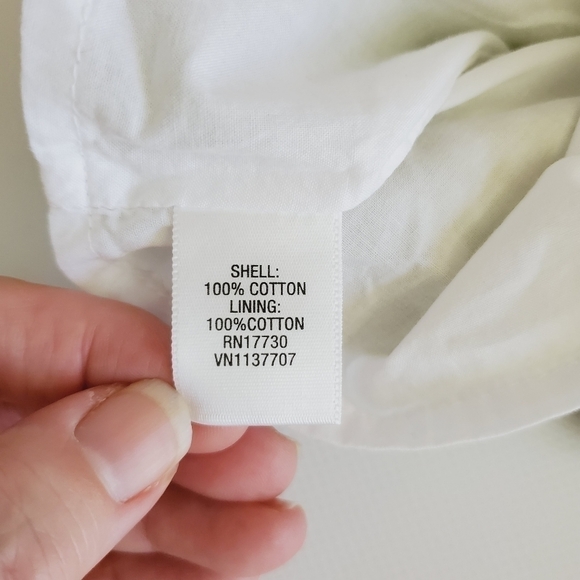 SHELL:
100% COTTON
LINING:
100%COTTON
RN17730
VN1137707